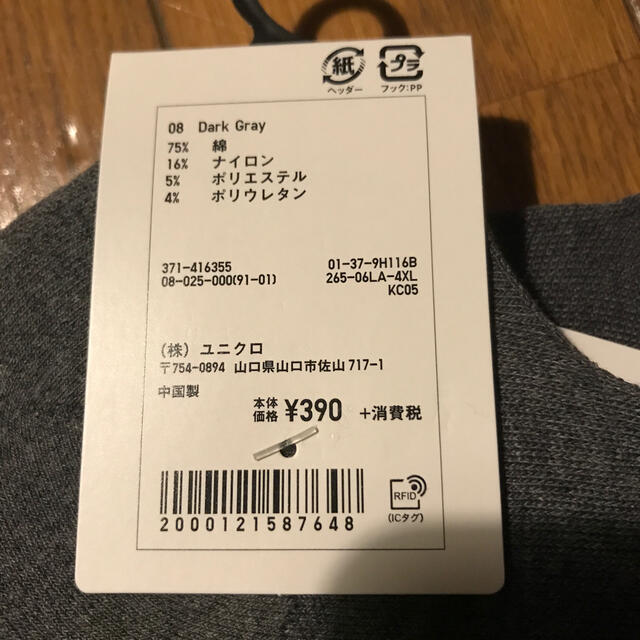 紙
ヘッダー
プラ
フック:PP
08 Dark Gray
75% 綿
16% ナイロン
5% ポリエステル
4% ポリウレタン
371-416355
08-025-000(91-01)
01-37-9H116B
265-06LA-4XL
KC05
(株) ユニクロ
〒754-0894 山口県山口市佐山 717-1
中国製
本体価格 ¥390 +消費税
2000121587648
RFID
(ICタグ)